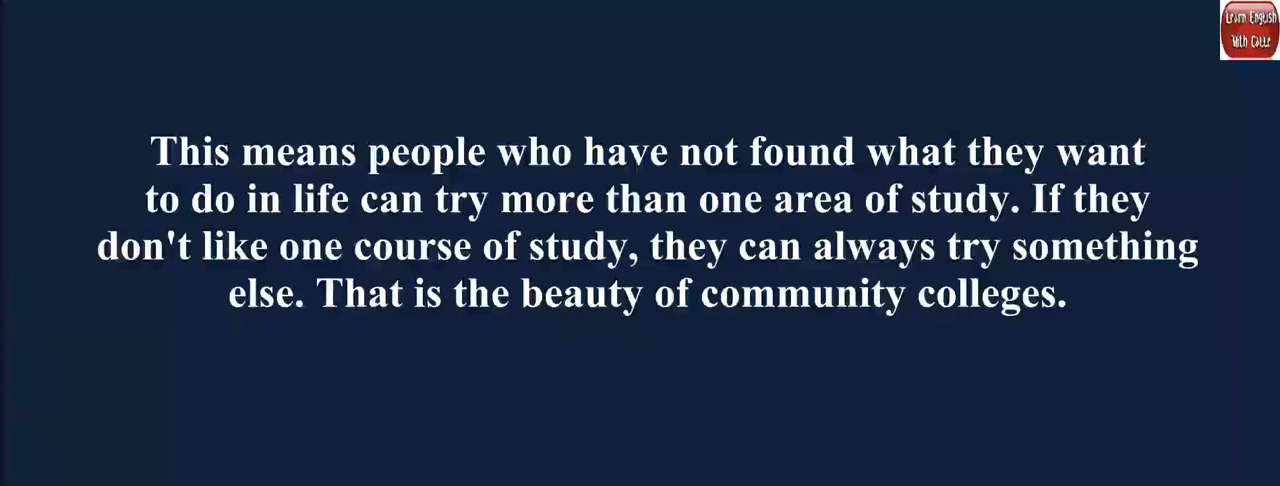 Learn English
With Cattr
This means people who have not found what they want
to do in life can try more than one area of study. If they
don't like one course of study, they can always try something
else. That is the beauty of community colleges.